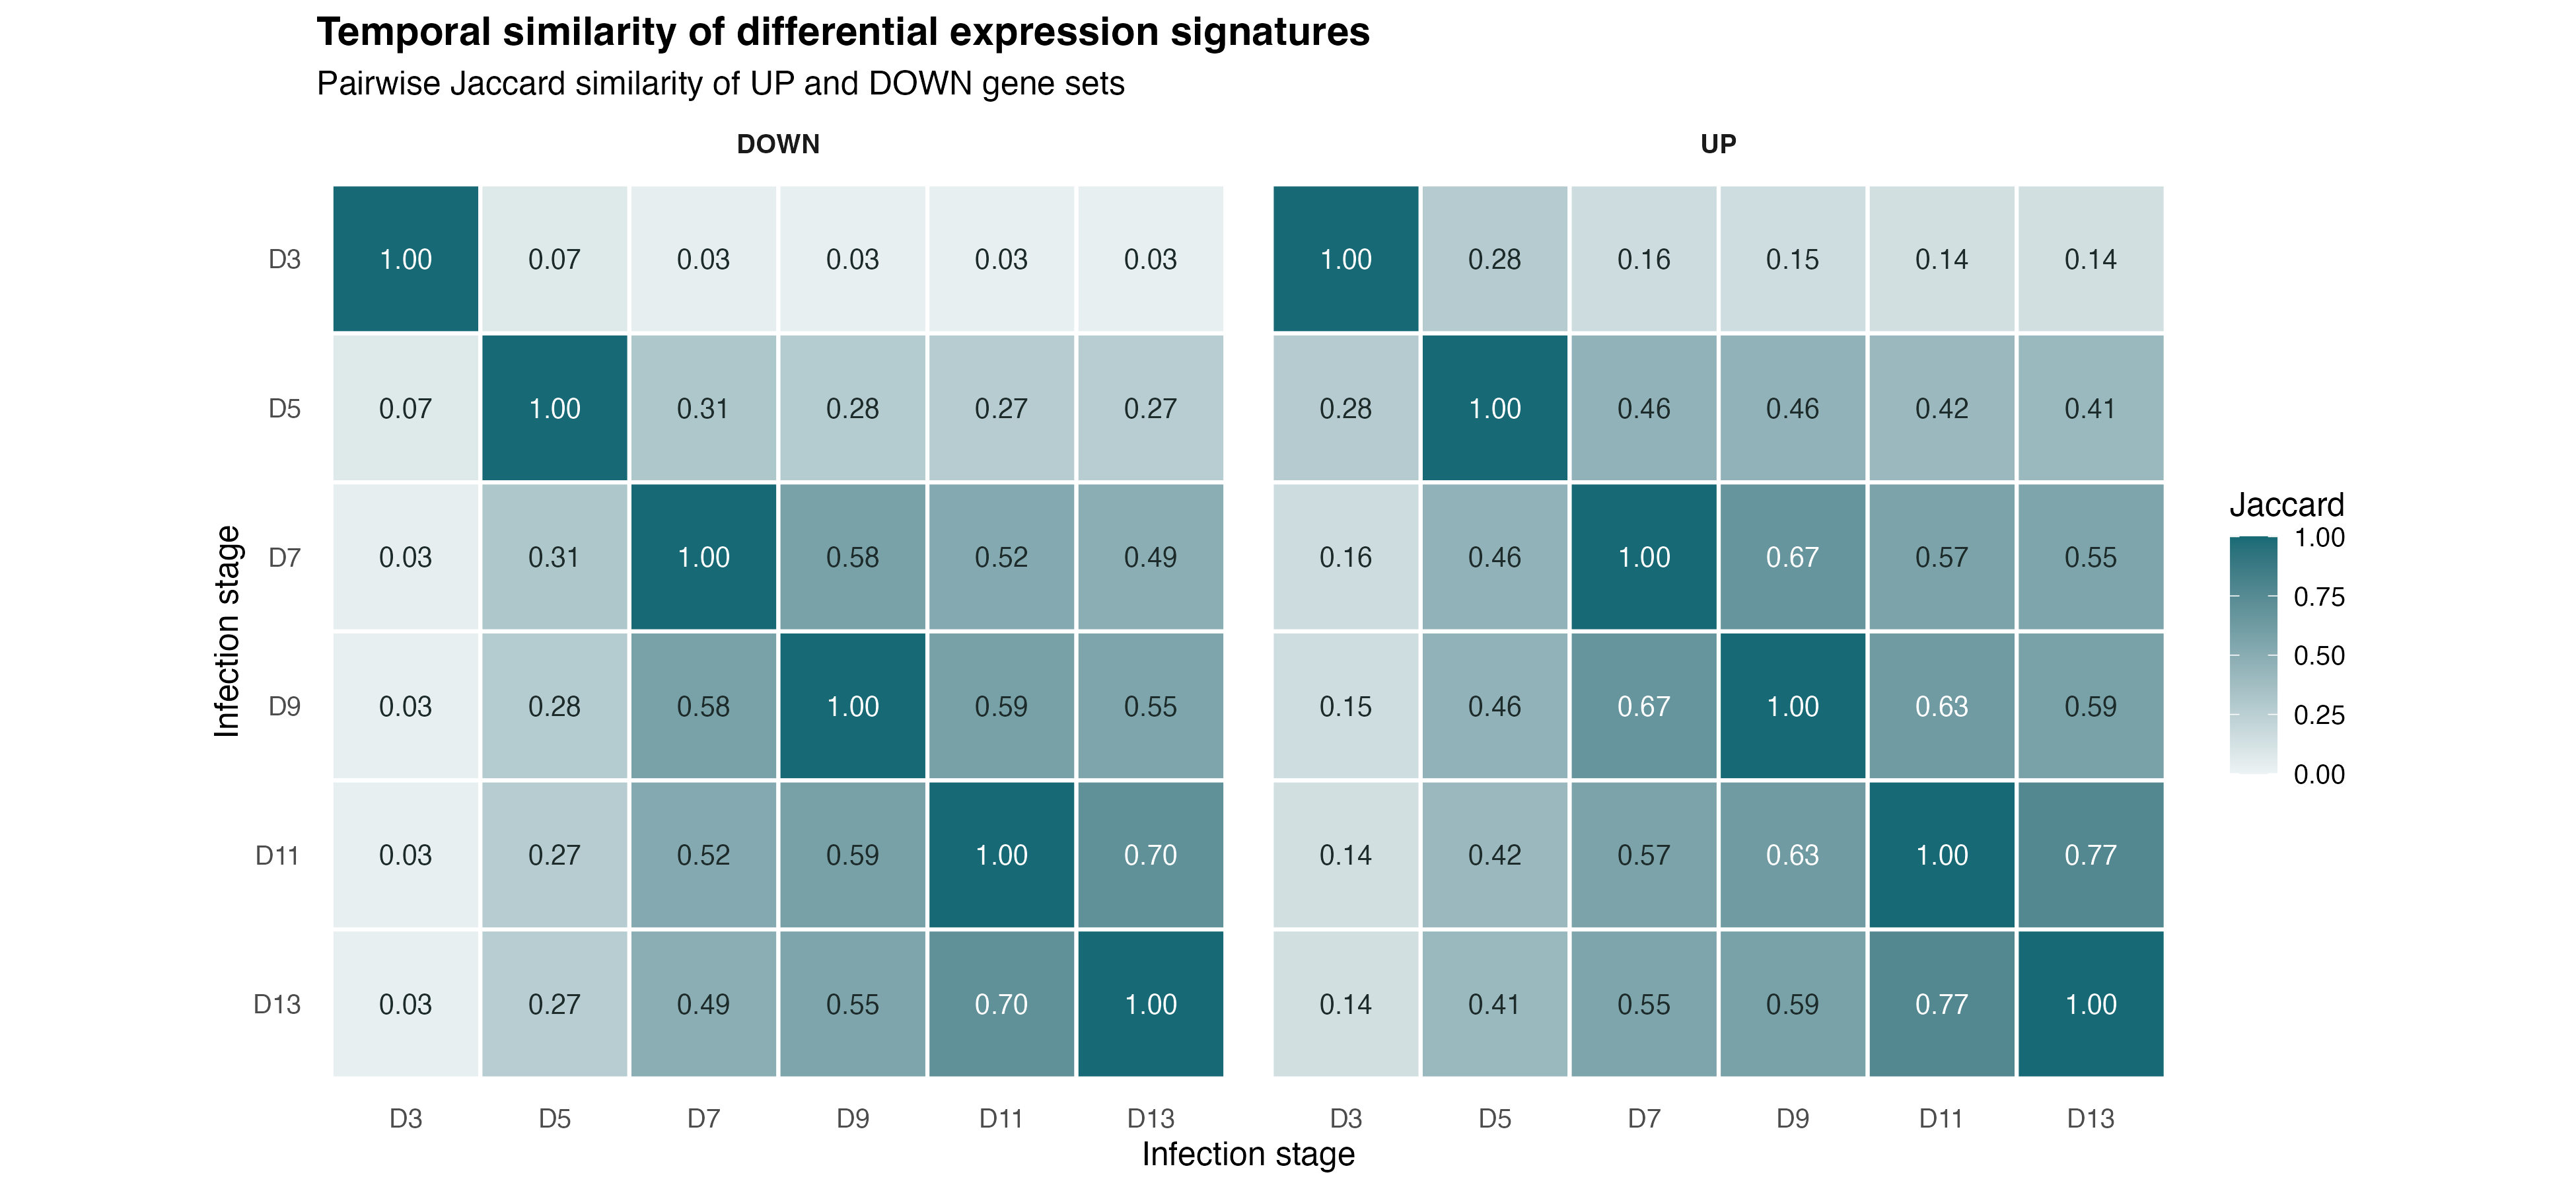 Temporal similarity of differential expression signatures
Pairwise Jaccard similarity of UP and DOWN gene sets
DOWN
UP
D3 1.00 0.07 0.03 0.03 0.03 0.03 1.00 0.28 0.16 0.15 0.14 0.14
D5 0.07 1.00 0.31 0.28 0.27 0.27 0.28 1.00 0.46 0.46 0.42 0.41
D7 0.03 0.31 1.00 0.58 0.52 0.49 0.16 0.46 1.00 0.67 0.57 0.55
D9 0.03 0.28 0.58 1.00 0.59 0.55 0.15 0.46 0.67 1.00 0.63 0.59
D11 0.03 0.27 0.52 0.59 1.00 0.70 0.14 0.42 0.57 0.63 1.00 0.77
D13 0.03 0.27 0.49 0.55 0.70 1.00 0.14 0.41 0.55 0.59 0.77 1.00
D3 D5 D7 D9 D11 D13 D3 D5 D7 D9 D11 D13
Infection stage
Infection stage
Jaccard
1.00
0.75
0.50
0.25
0.00